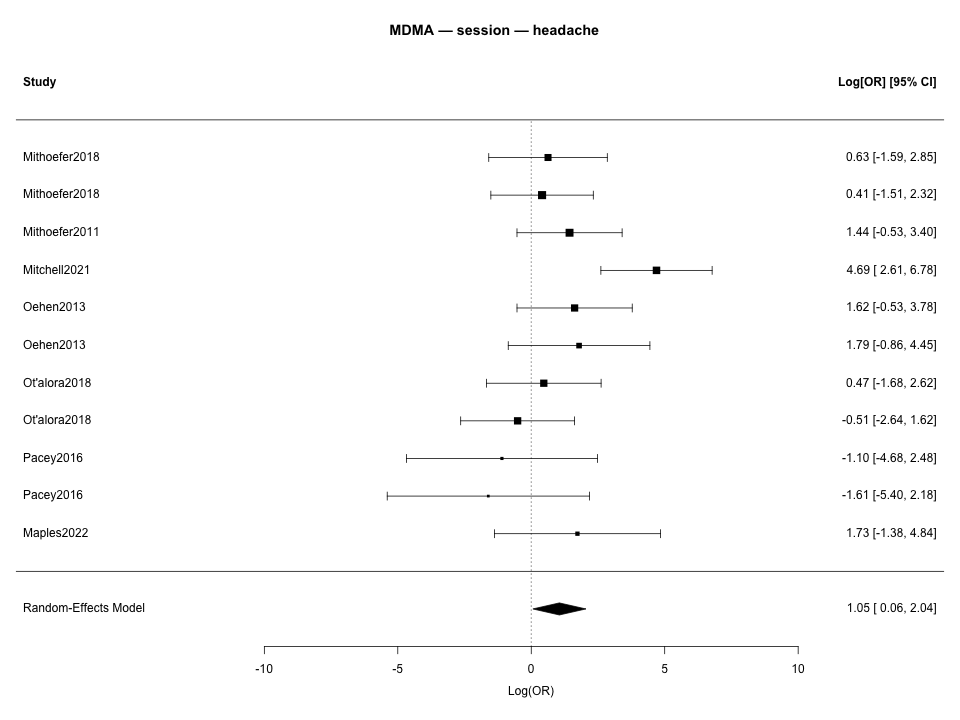 MDMA — session — headache
Study Log[OR] [95% CI]
Mithoefer2018 0.63 [-1.59, 2.85]
Mithoefer2018 0.41 [-1.51, 2.32]
Mithoefer2011 1.44 [-0.53, 3.40]
Mitchell2021 4.69 [ 2.61, 6.78]
Oehen2013 1.62 [-0.53, 3.78]
Oehen2013 1.79 [-0.86, 4.45]
Ot'alora2018 0.47 [-1.68, 2.62]
Ot'alora2018 -0.51 [-2.64, 1.62]
Pacey2016 -1.10 [-4.68, 2.48]
Pacey2016 -1.61 [-5.40, 2.18]
Maples2022 1.73 [-1.38, 4.84]
Random-Effects Model 1.05 [ 0.06, 2.04]
-10 -5 0 5 10
Log(OR)